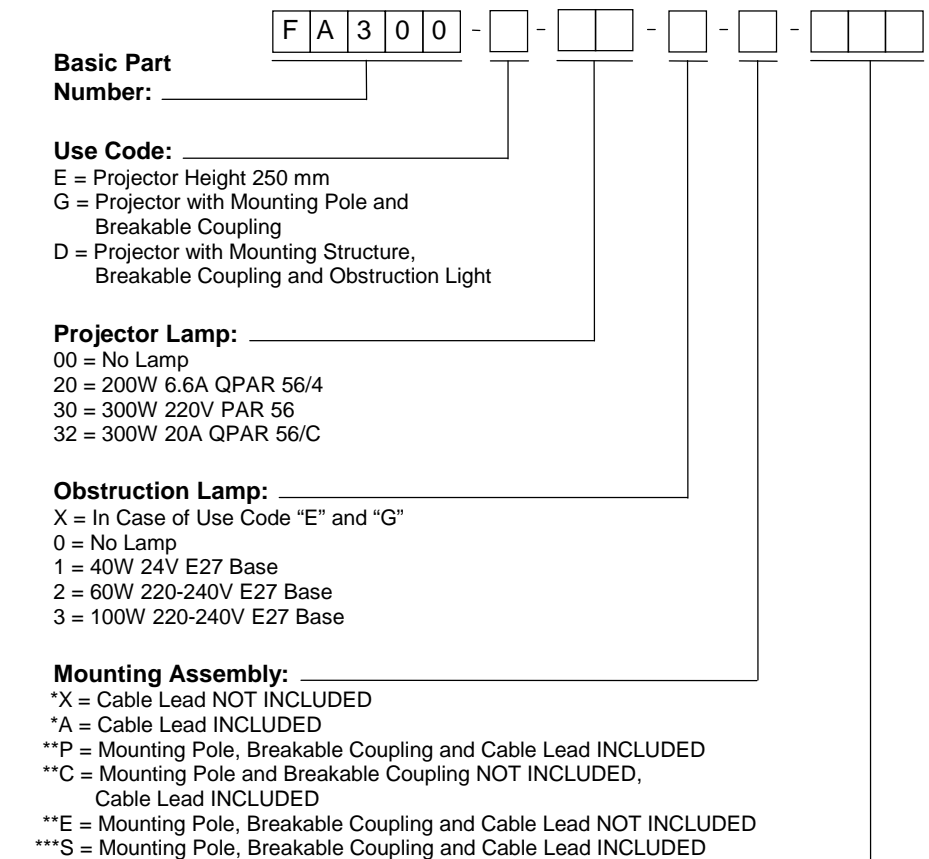 F A 3 0 0 - - - - -
Basic Part
Number:
Use Code:
E = Projector Height 250 mm
G = Projector with Mounting Pole and
Breakable Coupling
D = Projector with Mounting Structure,
Breakable Coupling and Obstruction Light
Projector Lamp:
00 = No Lamp
20 = 200W 6.6A QPAR 56/4
30 = 300W 220V PAR 56
32 = 300W 20A QPAR 56/C
Obstruction Lamp:
X = In Case of Use Code “E” and “G”
0 = No Lamp
1 = 40W 24V E27 Base
2 = 60W 220-240V E27 Base
3 = 100W 220-240V E27 Base
Mounting Assembly:
*X = Cable Lead NOT INCLUDED
*A = Cable Lead INCLUDED
**P = Mounting Pole, Breakable Coupling and Cable Lead INCLUDED
**C = Mounting Pole and Breakable Coupling NOT INCLUDED,
Cable Lead INCLUDED
**E = Mounting Pole, Breakable Coupling and Cable Lead NOT INCLUDED
***S = Mounting Pole, Breakable Coupling and Cable Lead INCLUDED